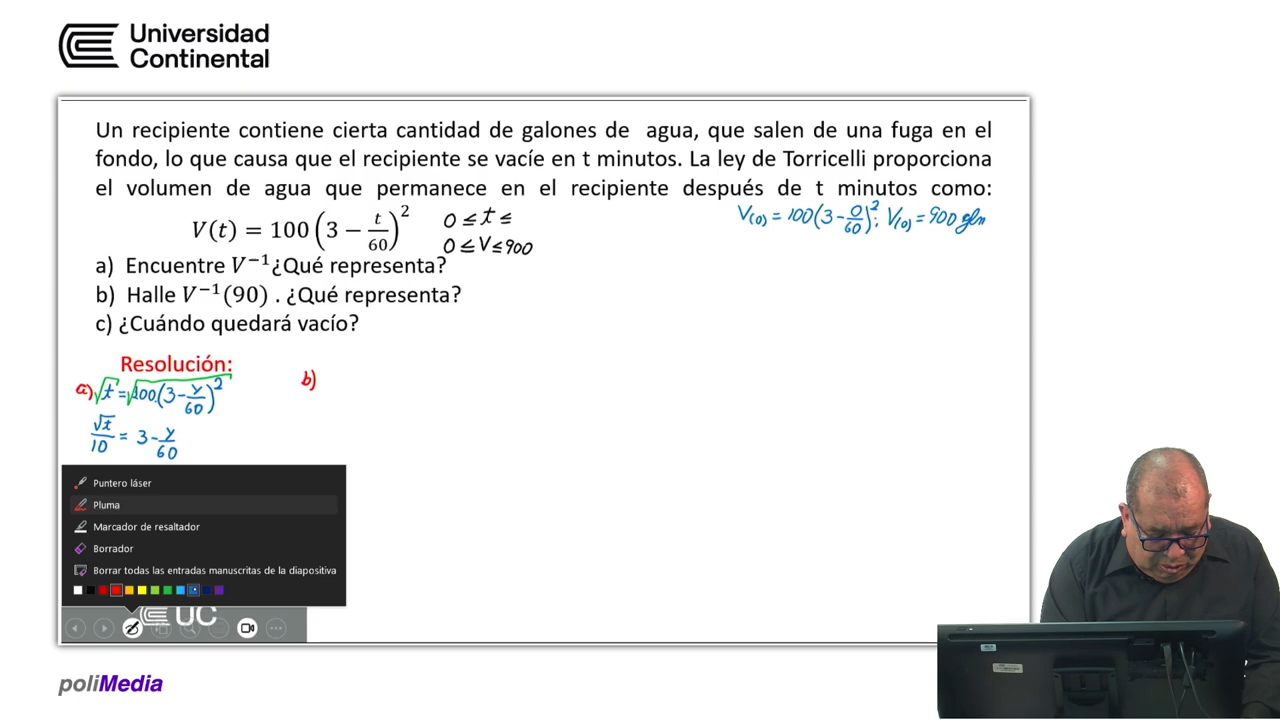 Universidad
Continental
Un recipiente contiene cierta cantidad de galones de agua, que salen de una fuga en el
fondo, lo que causa que el recipiente se vacíe en t minutos. La ley de Torricelli proporciona
el volumen de agua que permanece en el recipiente después de t minutos como:
V(t) = 100 (3 − t/60)² 0 ≤ t ≤
V(0) = 100(3 − 0/60)²; V(0) = 900 gln
0 ≤ V ≤ 900
a) Encuentre V⁻¹ ¿Qué representa?
b) Halle V⁻¹(90) . ¿Qué representa?
c) ¿Cuándo quedará vacío?
Resolución:
a) √t = √100.(3 − y/60)²
b)
√t/10 = 3 − y/60
Puntero láser
Pluma
Marcador de resaltador
Borrador
Borrar todas las entradas manuscritas de la diapositiva
UC
poliMedia